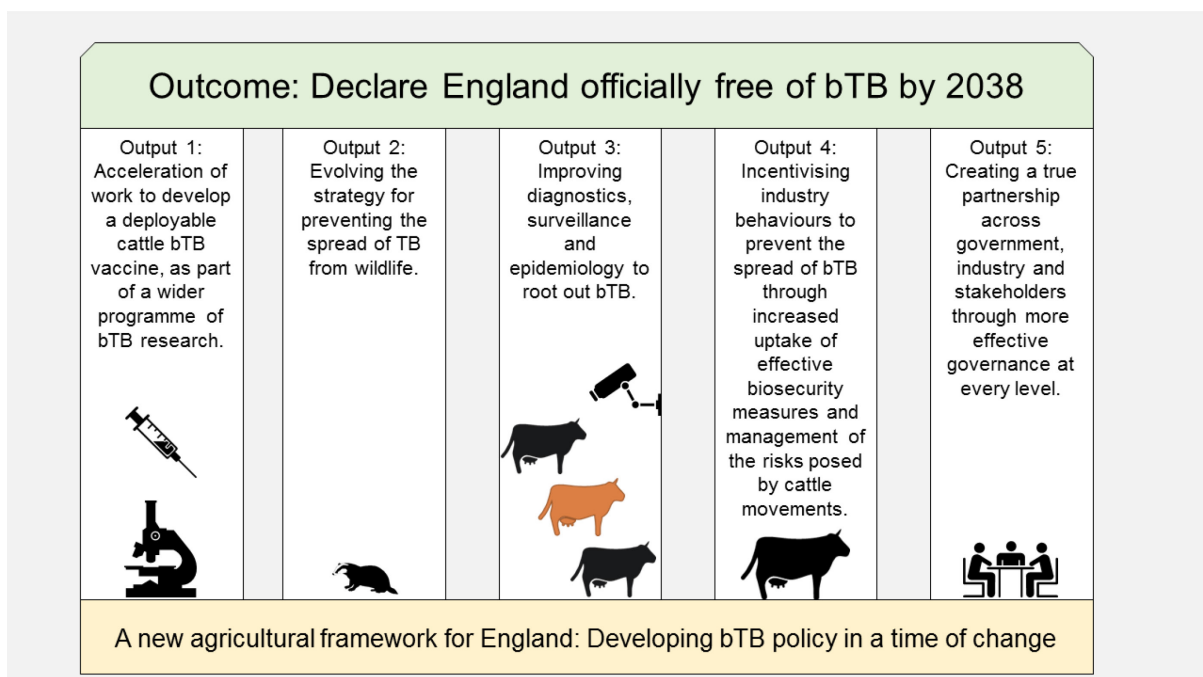 Outcome: Declare England officially free of bTB by 2038
Output 1:
Acceleration of
work to develop
a deployable
cattle bTB
vaccine, as part
of a wider
programme of
bTB research.
Output 2:
Evolving the
strategy for
preventing the
spread of TB
from wildlife.
Output 3:
Improving
diagnostics,
surveillance
and
epidemiology to
root out bTB.
Output 4:
Incentivising
industry
behaviours to
prevent the
spread of bTB
through
increased
uptake of
effective
biosecurity
measures and
management of
the risks posed
by cattle
movements.
Output 5:
Creating a true
partnership
across
government,
industry and
stakeholders
through more
effective
governance at
every level.
A new agricultural framework for England: Developing bTB policy in a time of change